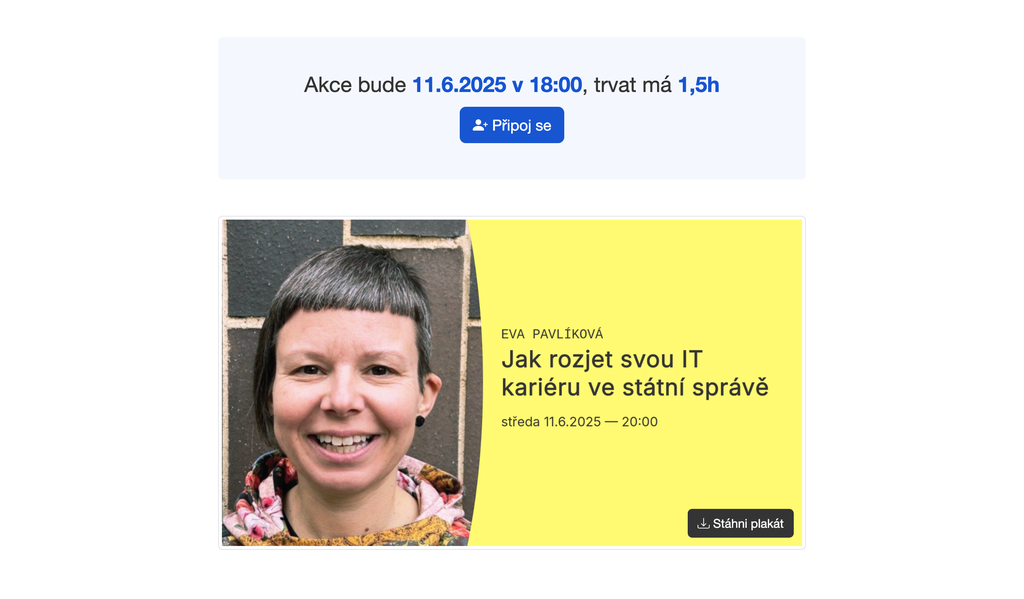 Akce bude 11.6.2025 v 18:00, trvat má 1,5h
Připoj se
EVA PAVLÍKOVÁ
Jak rozjet svou IT
kariéru ve státní správě
středa 11.6.2025 — 20:00
Stáhni plakát